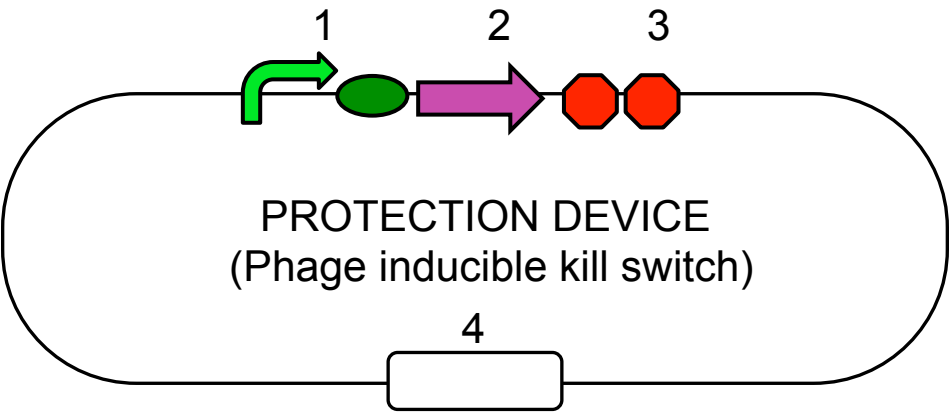 1 2 3
PROTECTION DEVICE
(Phage inducible kill switch)
4